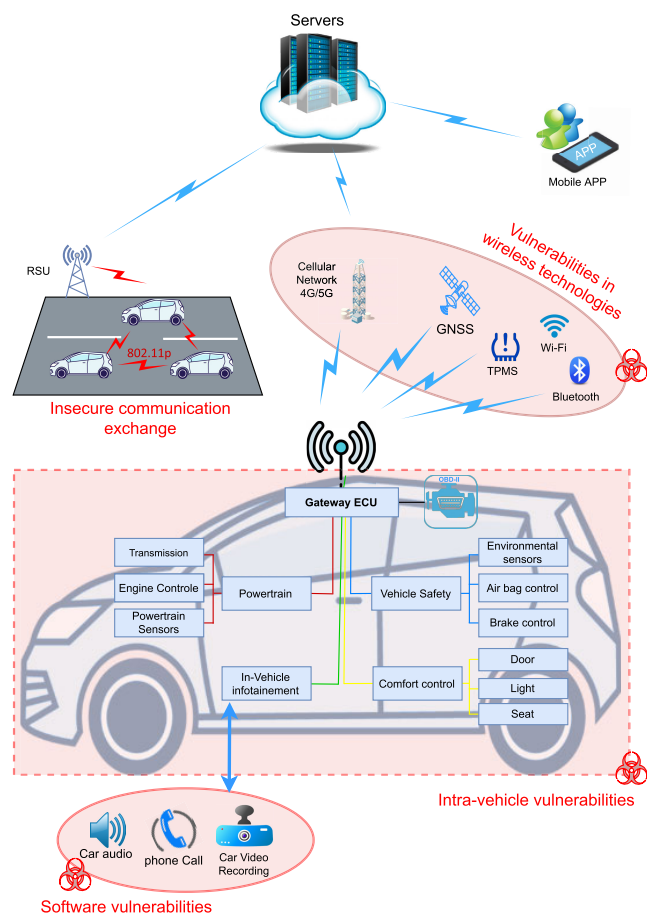 Servers
APP
Mobile APP
RSU
802.11p
Insecure communication
exchange
Vulnerabilities in
wireless technologies
Cellular
Network
4G/5G
GNSS
Wi-Fi
TPMS
Bluetooth
OBD-II
Gateway ECU
Transmission
Engine Controle
Powertrain
Sensors
Powertrain
Vehicle Safety
Environmental
sensors
Air bag control
Brake control
In-Vehicle
infotainement
Comfort control
Door
Light
Seat
Intra-vehicle vulnerabilities
Car audio
phone Call
Car Video
Recording
Software vulnerabilities